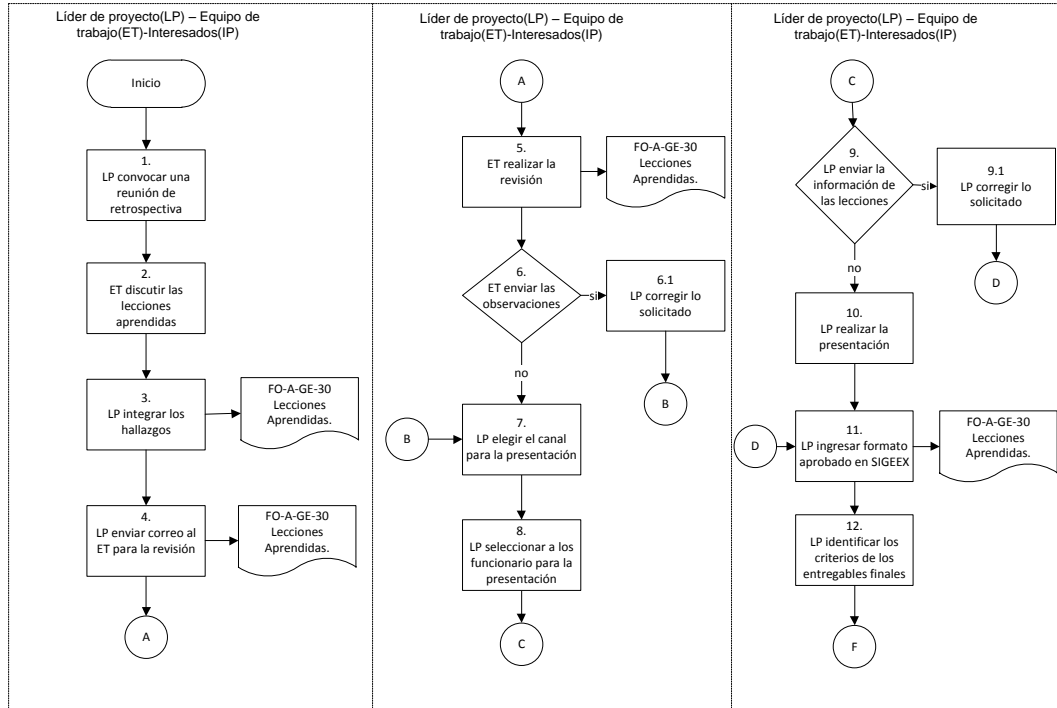 Líder de proyecto(LP) – Equipo de
trabajo(ET)-Interesados(IP)
Inicio
1.
LP convocar una
reunión de
retrospectiva
2.
ET discutir las
lecciones
aprendidas
3.
LP integrar los
hallazgos
FO-A-GE-30
Lecciones
Aprendidas.
4.
LP enviar correo al
ET para la revisión
FO-A-GE-30
Lecciones
Aprendidas.
A
Líder de proyecto(LP) – Equipo de
trabajo(ET)-Interesados(IP)
A
5.
ET realizar la
revisión
FO-A-GE-30
Lecciones
Aprendidas.
6.
ET enviar las
observaciones
si
6.1
LP corregir lo
solicitado
B
no
B
7.
LP elegir el canal
para la presentación
8.
LP seleccionar a los
funcionario para la
presentación
C
Líder de proyecto(LP) – Equipo de
trabajo(ET)-Interesados(IP)
C
9.
LP enviar la
información de
las lecciones
si
9.1
LP corregir lo
solicitado
D
no
10.
LP realizar la
presentación
D
11.
LP ingresar formato
aprobado en SIGEEX
FO-A-GE-30
Lecciones
Aprendidas.
12.
LP identificar los
criterios de los
entregables finales
F